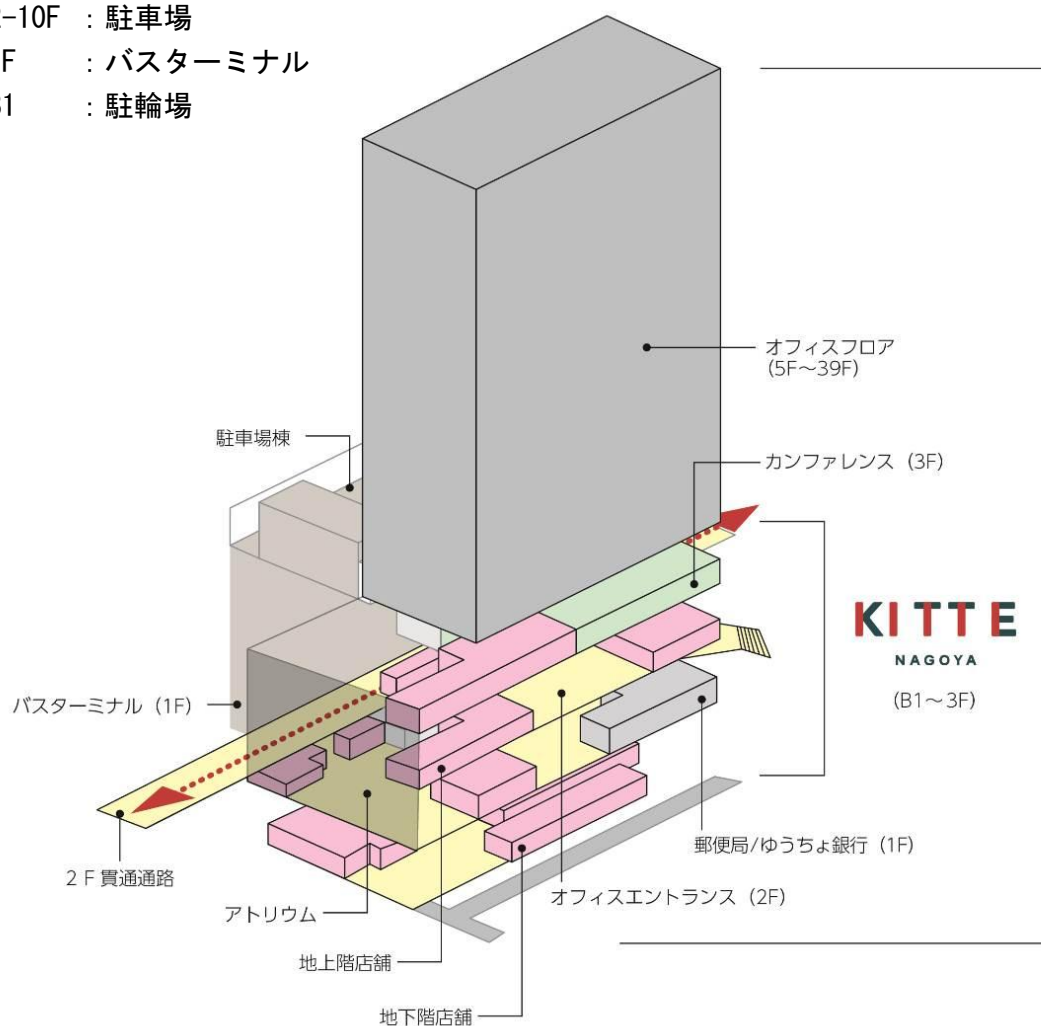 -10F : 駐車場
F : バスターミナル
1 : 駐輪場
オフィスフロア
(5F~39F)
駐車場棟
カンファレンス (3F)
KITTE
NAGOYA
(B1~3F)
バスターミナル (1F)
郵便局/ゆうちょ銀行 (1F)
2F貫通通路
オフィスエントランス (2F)
アトリウム
地上階店舗
地下階店舗